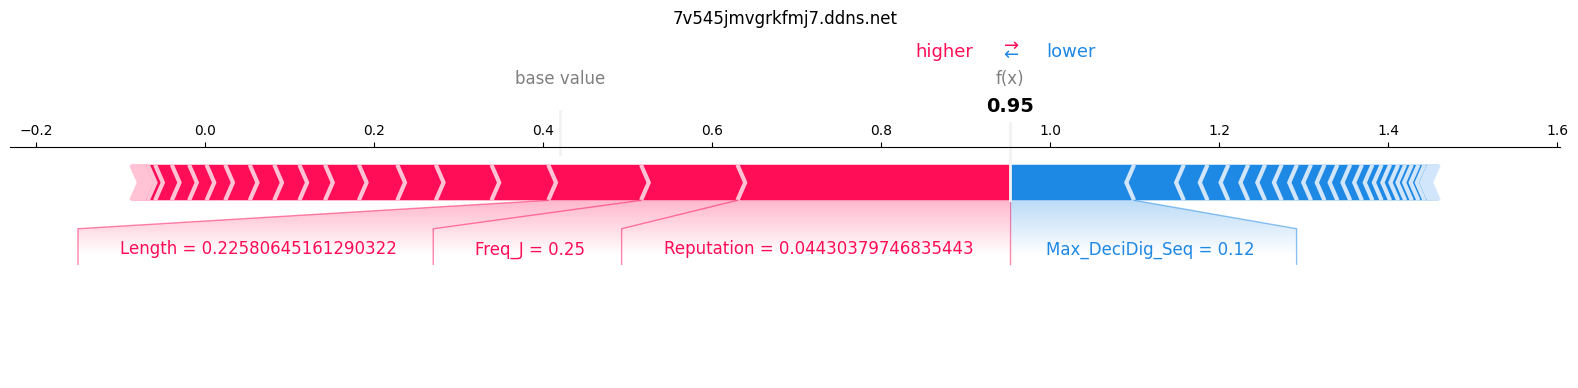 7v545jmvgrkfmj7.ddns.net
higher ⇄ lower
base value f(x)
0.95
−0.2 0.0 0.2 0.4 0.6 0.8 1.0 1.2 1.4 1.6
Length = 0.22580645161290322 Freq_J = 0.25 Reputation = 0.04430379746835443 Max_DeciDig_Seq = 0.12